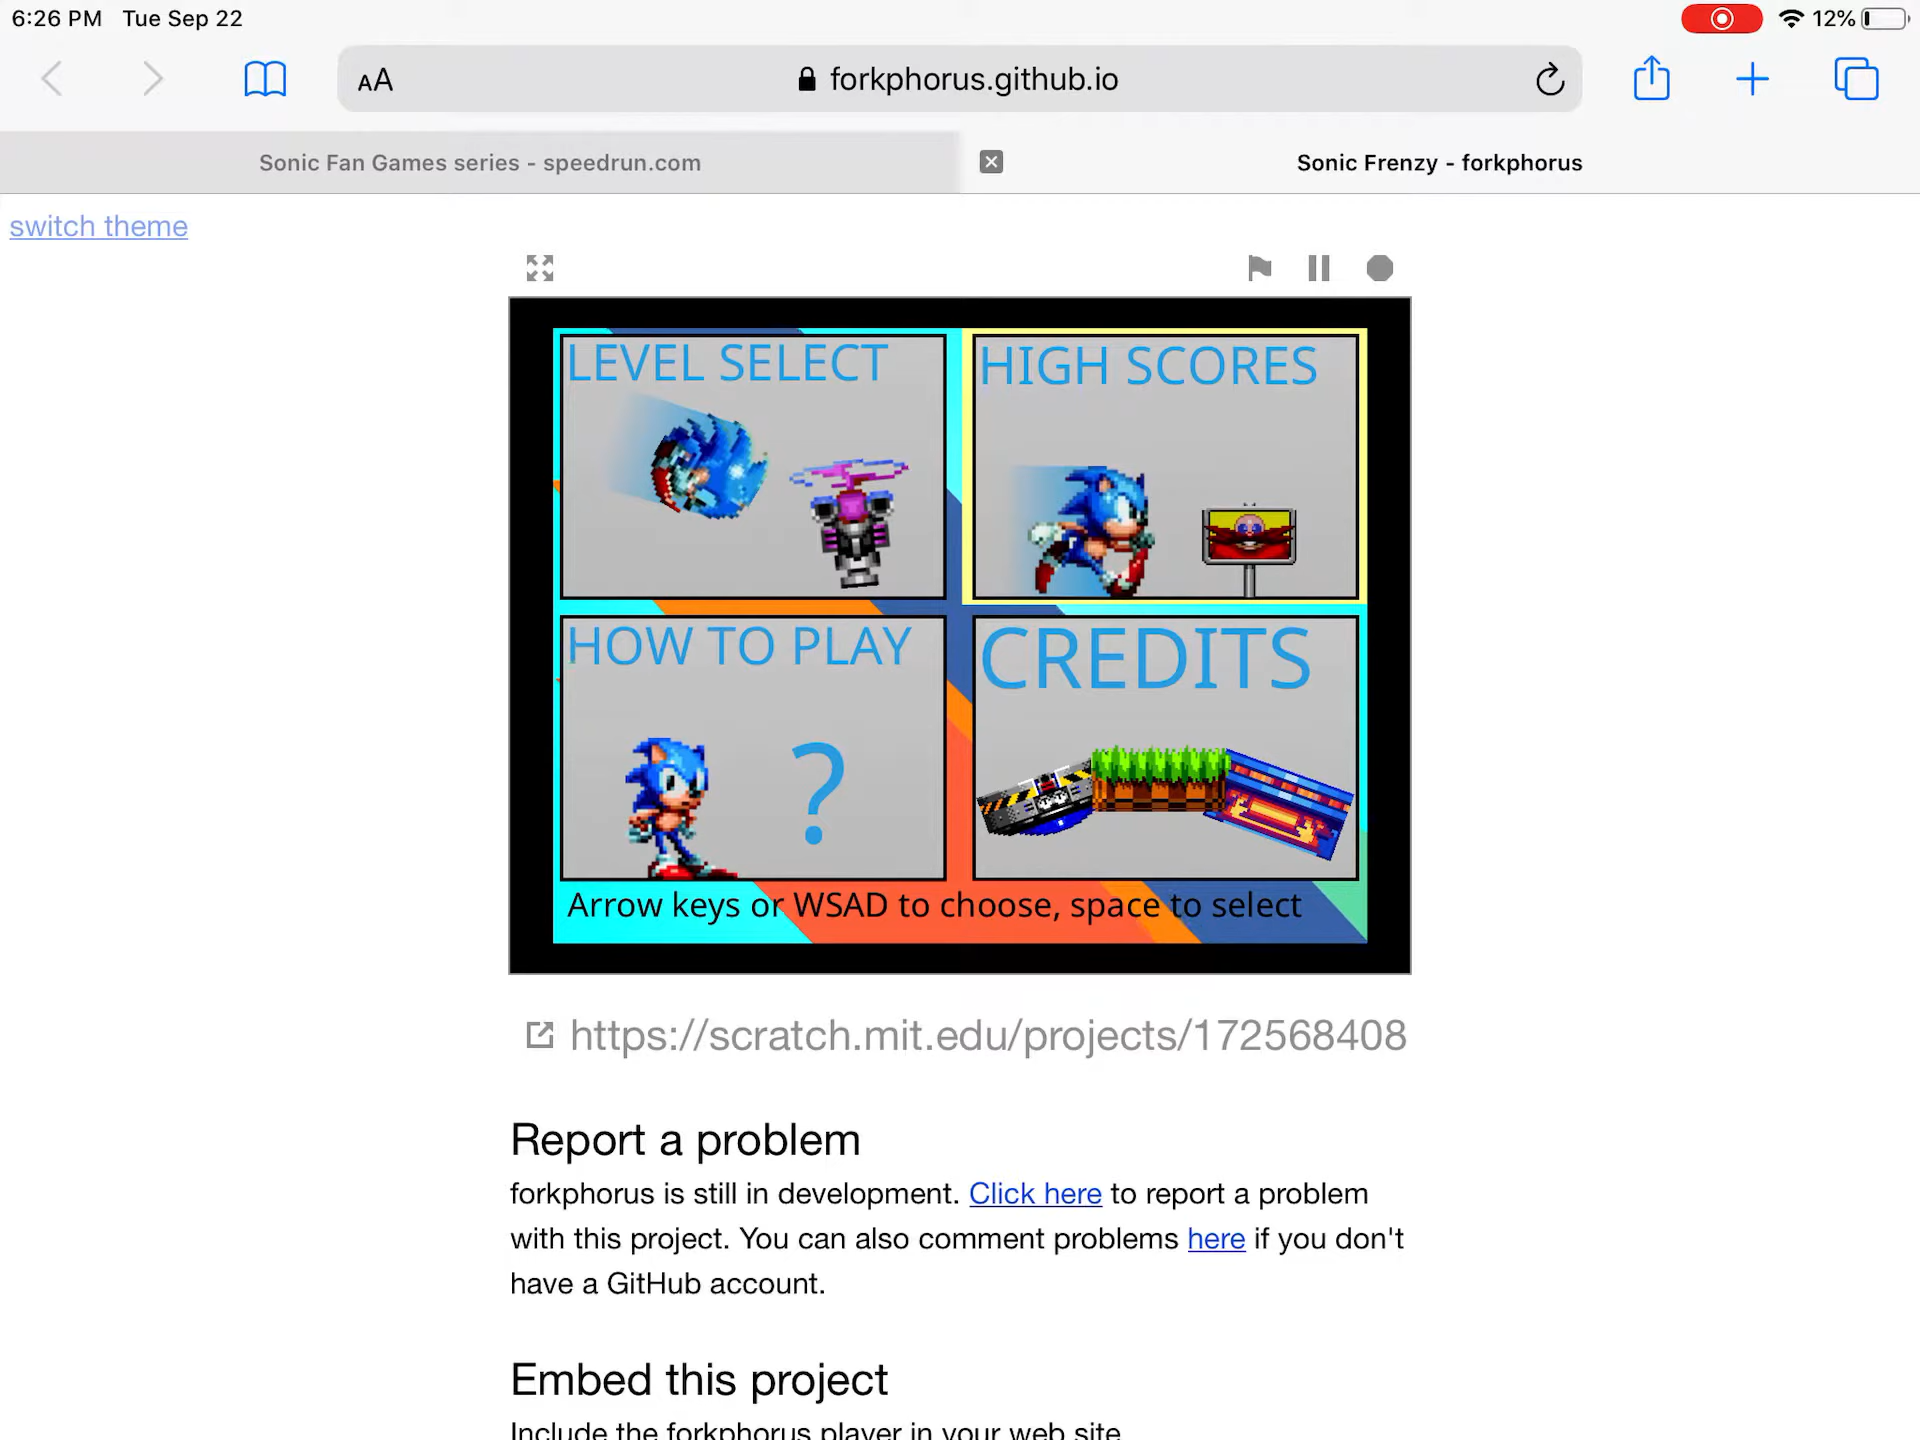 6:26 PM Tue Sep 22
12%
AA
forkphorus.github.io
Sonic Fan Games series - speedrun.com
Sonic Frenzy - forkphorus
switch theme
LEVEL SELECT
HIGH SCORES
HOW TO PLAY
CREDITS
?
Arrow keys or WSAD to choose, space to select
https://scratch.mit.edu/projects/172568408
Report a problem
forkphorus is still in development. Click here to report a problem
with this project. You can also comment problems here if you don't
have a GitHub account.
Embed this project
Include the forkphorus player in your web site